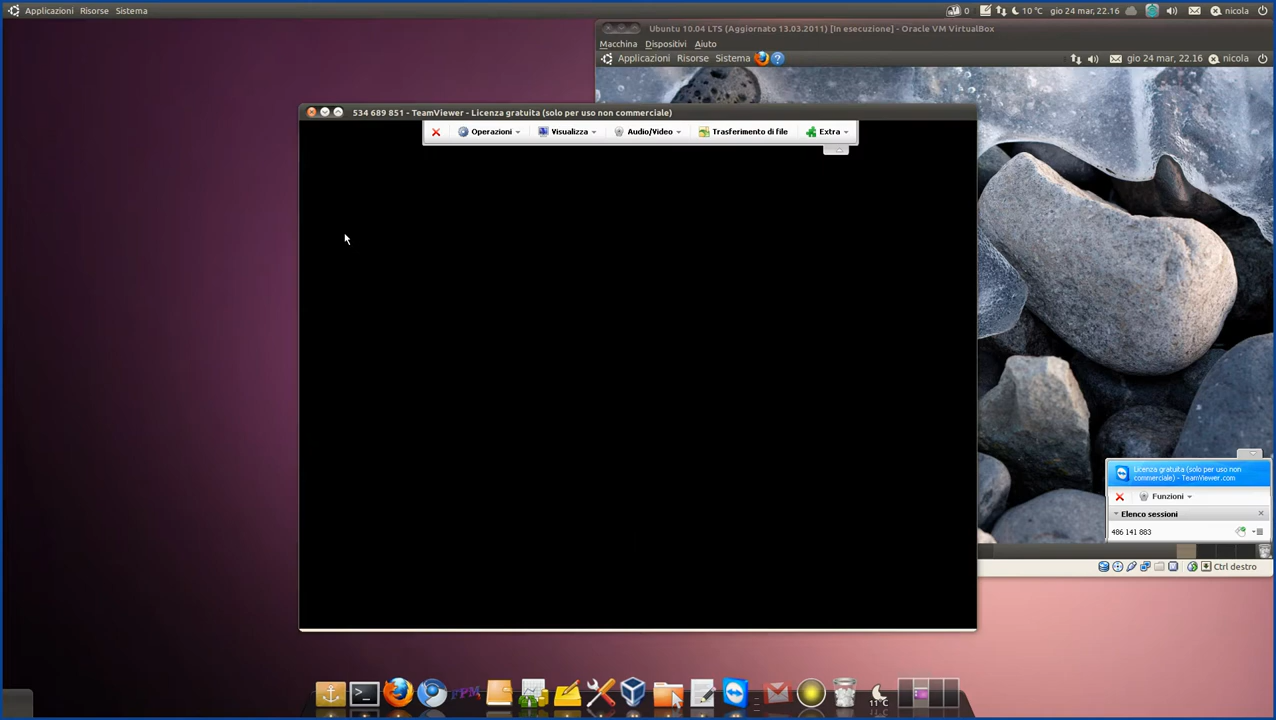 Applicazioni Risorse Sistema
0 10 °C gio 24 mar, 22.16 nicola
Ubuntu 10.04 LTS (Aggiornato 13.03.2011) [In esecuzione] - Oracle VM VirtualBox
Macchina Dispositivi Aiuto
Applicazioni Risorse Sistema ? gio 24 mar, 22.16 nicola
534 689 851 - TeamViewer - Licenza gratuita (solo per uso non commerciale)
Operazioni Visualizza Audio/Video Trasferimento di file Extra
Licenza gratuita (solo per uso non
commerciale) - TeamViewer.com
Funzioni
Elenco sessioni
486 141 883
Ctrl destro
>_
11°C